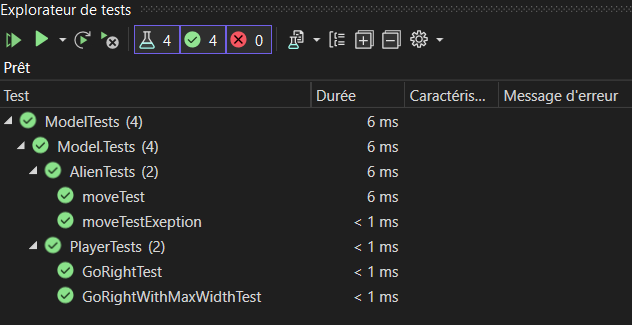 Explorateur de tests
4 4 0
Prêt
Test Durée Caractéris... Message d'erreur
ModelTests (4) 6 ms
Model.Tests (4) 6 ms
AlienTests (2) 6 ms
moveTest 6 ms
moveTestExeption < 1 ms
PlayerTests (2) < 1 ms
GoRightTest < 1 ms
GoRightWithMaxWidthTest < 1 ms